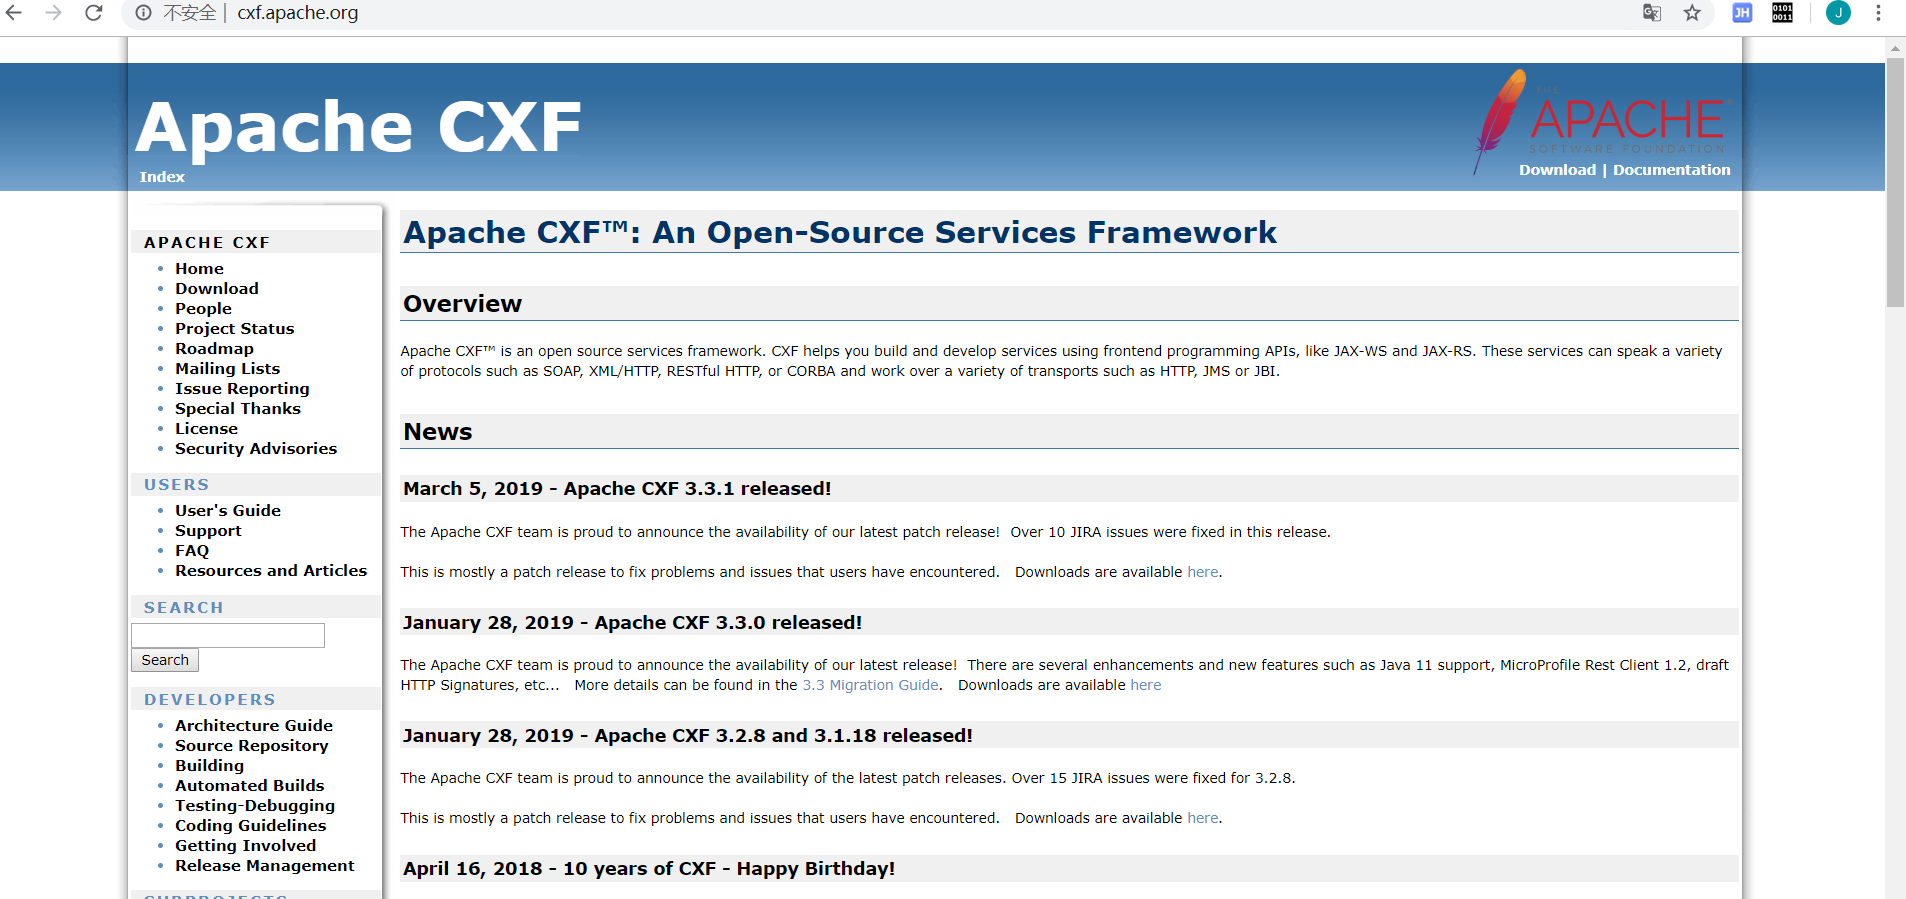 不安全 | cxf.apache.org
JH
0101
0011
J
Apache CXF
THE
APACHE
SOFTWARE FOUNDATION
Index
Download | Documentation
APACHE CXF
Home
Download
People
Project Status
Roadmap
Mailing Lists
Issue Reporting
Special Thanks
License
Security Advisories
USERS
User's Guide
Support
FAQ
Resources and Articles
SEARCH
Search
DEVELOPERS
Architecture Guide
Source Repository
Building
Automated Builds
Testing-Debugging
Coding Guidelines
Getting Involved
Release Management
SUBPROJECTS
Apache CXF™: An Open-Source Services Framework
Overview
Apache CXF™ is an open source services framework. CXF helps you build and develop services using frontend programming APIs, like JAX-WS and JAX-RS. These services can speak a variety
of protocols such as SOAP, XML/HTTP, RESTful HTTP, or CORBA and work over a variety of transports such as HTTP, JMS or JBI.
News
March 5, 2019 - Apache CXF 3.3.1 released!
The Apache CXF team is proud to announce the availability of our latest patch release!  Over 10 JIRA issues were fixed in this release.
This is mostly a patch release to fix problems and issues that users have encountered.   Downloads are available here.
January 28, 2019 - Apache CXF 3.3.0 released!
The Apache CXF team is proud to announce the availability of our latest release!  There are several enhancements and new features such as Java 11 support, MicroProfile Rest Client 1.2, draft
HTTP Signatures, etc...   More details can be found in the 3.3 Migration Guide.   Downloads are available here
January 28, 2019 - Apache CXF 3.2.8 and 3.1.18 released!
The Apache CXF team is proud to announce the availability of the latest patch releases. Over 15 JIRA issues were fixed for 3.2.8.
This is mostly a patch release to fix problems and issues that users have encountered.   Downloads are available here.
April 16, 2018 - 10 years of CXF - Happy Birthday!